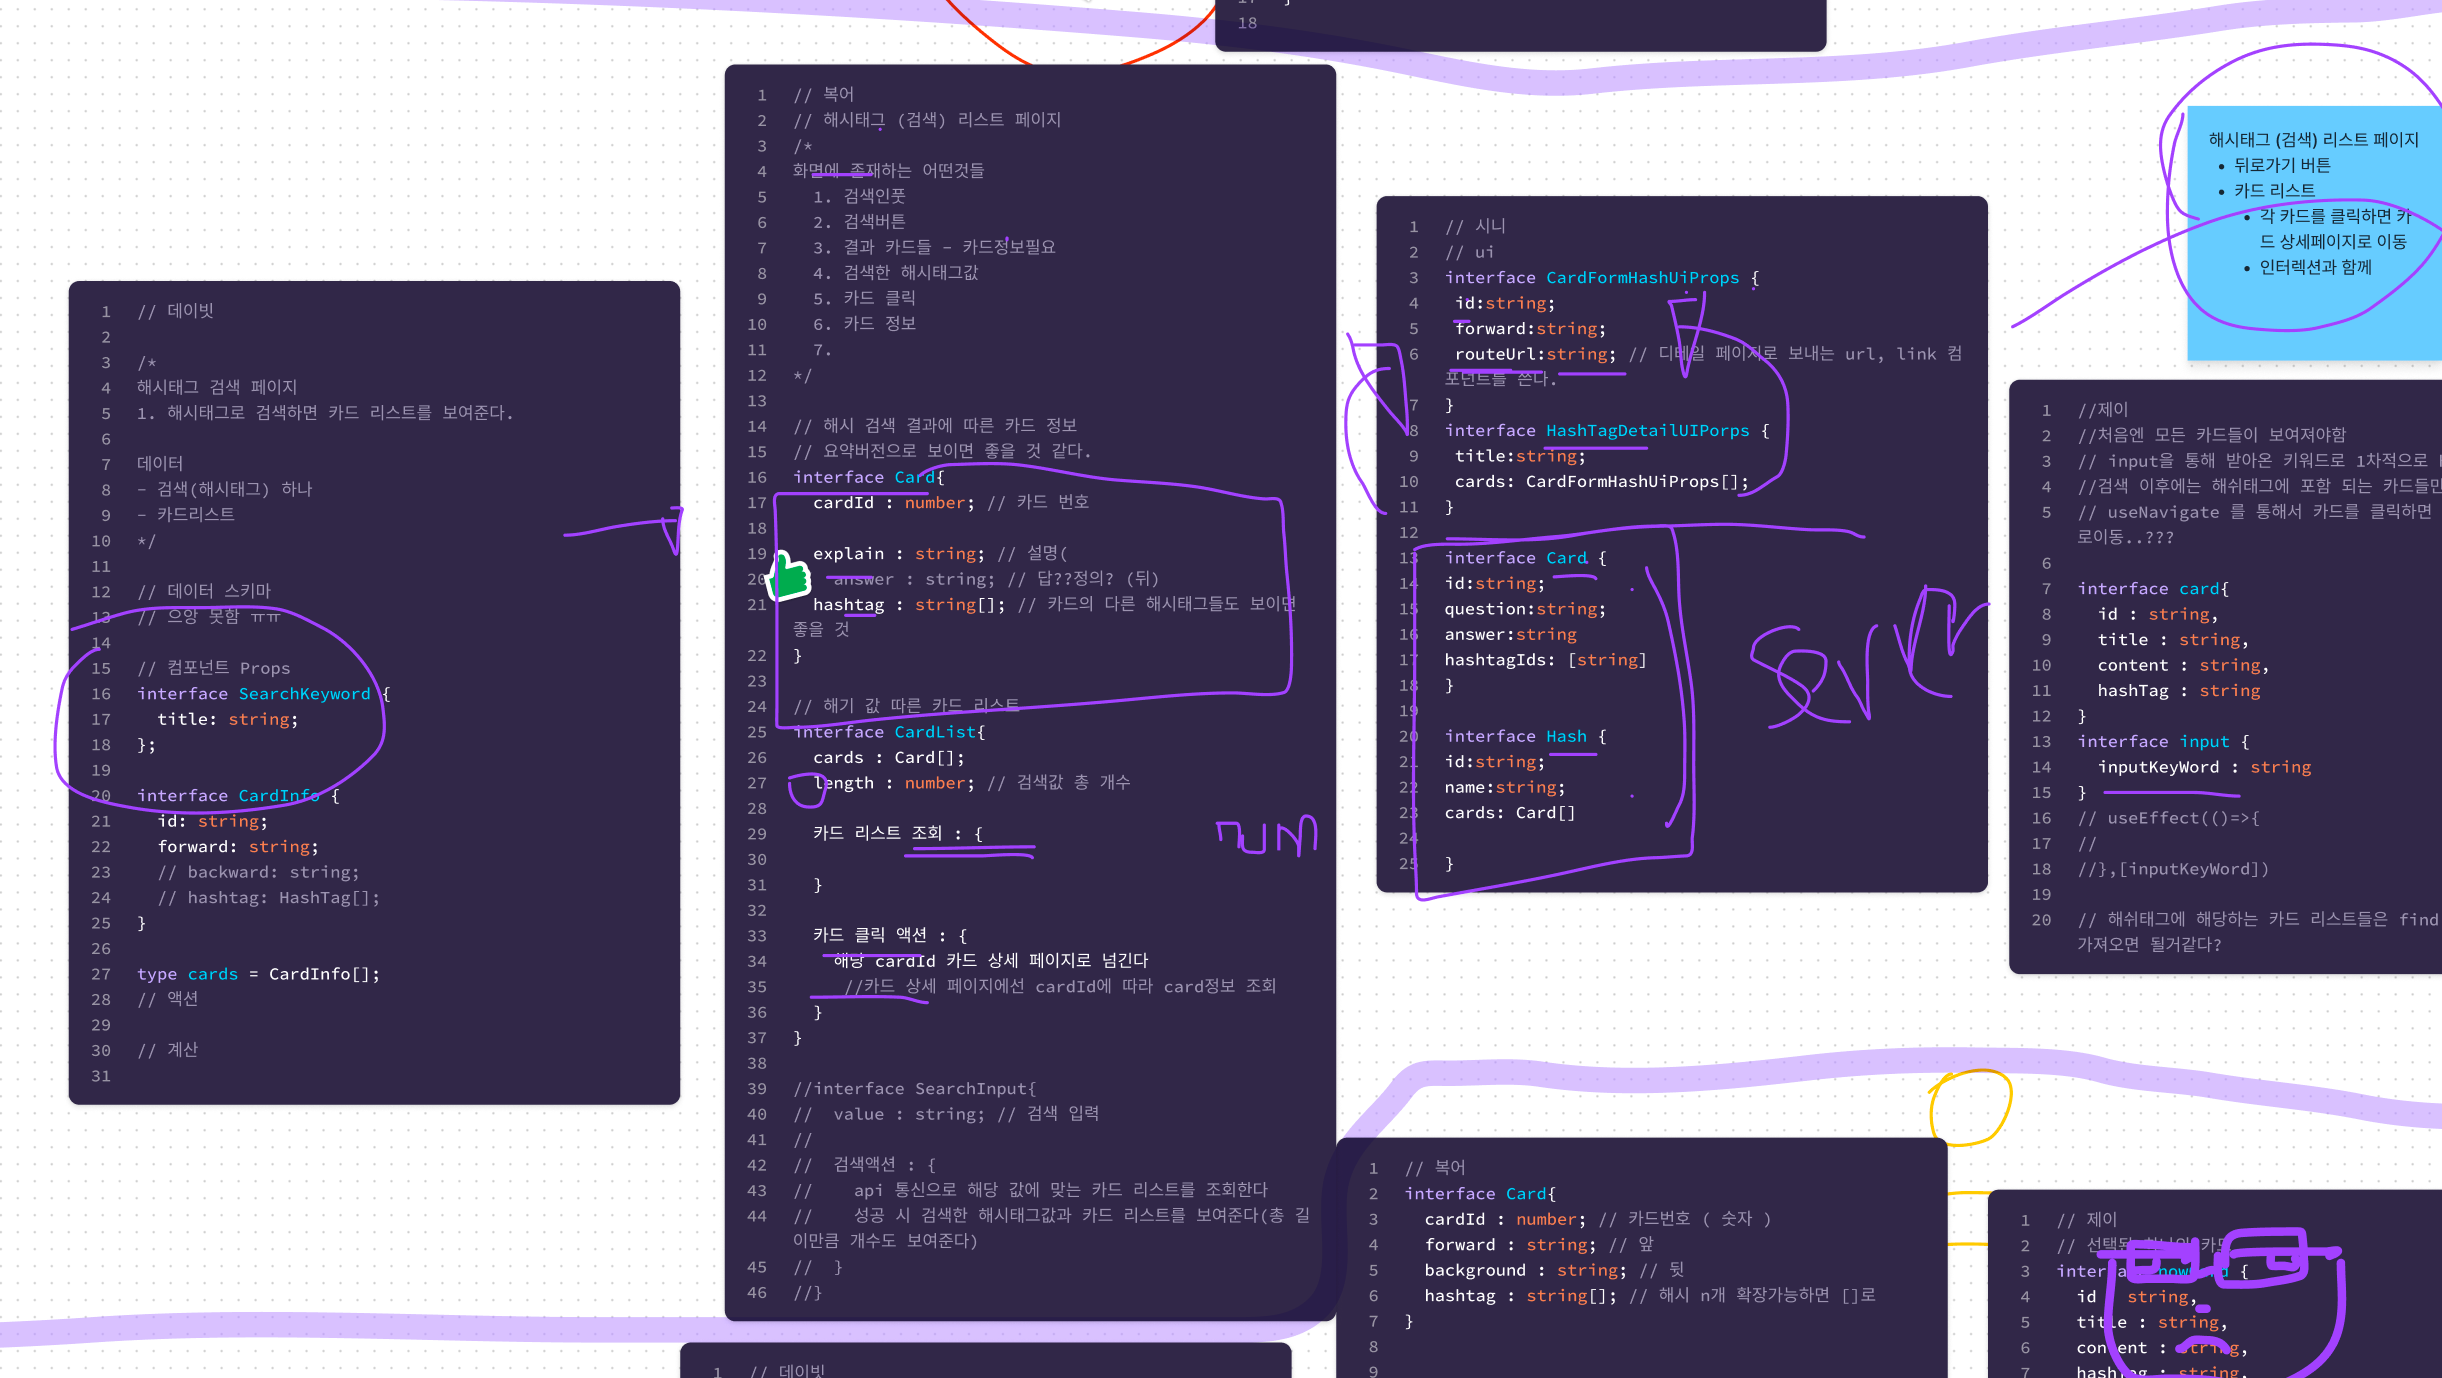 17 }
18
1 // 데이빗
2
3 /*
4 해시태그 검색 페이지
5 1. 해시태그로 검색하면 카드 리스트를 보여준다.
6
7 데이터
8 - 검색(해시태그) 하나
9 - 카드리스트
10 */
11
12 // 데이터 스키마
13 // 으앙 못함 ㅠㅠ
14
15 // 컴포넌트 Props
16 interface SearchKeyword {
17 title: string;
18 };
19
20 interface CardInfo {
21 id: string;
22 forward: string;
23 // backward: string;
24 // hashtag: HashTag[];
25 }
26
27 type cards = CardInfo[];
28 // 액션
29
30 // 계산
31
1 // 복어
2 // 해시태그 (검색) 리스트 페이지
3 /*
4 화면에 존재하는 어떤것들
5 1. 검색인풋
6 2. 검색버튼
7 3. 결과 카드들 - 카드정보필요
8 4. 검색한 해시태그값
9 5. 카드 클릭
10 6. 카드 정보
11 7.
12 */
13
14 // 해시 검색 결과에 따른 카드 정보
15 // 요약버전으로 보이면 좋을 것 같다.
16 interface Card{
17 cardId : number; // 카드 번호
18
19 explain : string; // 설명(
20 answer : string; // 답??정의? (뒤)
21 hashtag : string[]; // 카드의 다른 해시태그들도 보이면
좋을 것
22 }
23
24 // 해기 값 따른 카드 리스트
25 interface CardList{
26 cards : Card[];
27 length : number; // 검색값 총 개수
28
29 카드 리스트 조회 : {
30
31 }
32
33 카드 클릭 액션 : {
34 해당 cardId 카드 상세 페이지로 넘긴다
35 //카드 상세 페이지에선 cardId에 따라 card정보 조회
36 }
37 }
38
39 //interface SearchInput{
40 // value : string; // 검색 입력
41 //
42 // 검색액션 : {
43 // api 통신으로 해당 값에 맞는 카드 리스트를 조회한다
44 // 성공 시 검색한 해시태그값과 카드 리스트를 보여준다(총 길
이만큼 개수도 보여준다)
45 // }
46 //}
1 // 시니
2 // ui
3 interface CardFormHashUiProps {
4 id:string;
5 forward:string;
6 routeUrl:string; // 디테일 페이지로 보내는 url, link 컴
포넌트를 쓴다.
7 }
8 interface HashTagDetailUIPorps {
9 title:string;
10 cards: CardFormHashUiProps[];
11 }
12
13 interface Card {
14 id:string;
15 question:string;
16 answer:string
17 hashtagIds: [string]
18 }
19
20 interface Hash {
21 id:string;
22 name:string;
23 cards: Card[]
24
25 }
해시태그 (검색) 리스트 페이지
• 뒤로가기 버튼
• 카드 리스트
• 각 카드를 클릭하면 카
드 상세페이지로 이동
• 인터렉션과 함께
1 //제이
2 //처음엔 모든 카드들이 보여져야함
3 // input을 통해 받아온 키워드로 1차적으로
4 //검색 이후에는 해쉬태그에 포함 되는 카드들만
5 // useNavigate 를 통해서 카드를 클릭하면
로이동..???
6
7 interface card{
8 id : string,
9 title : string,
10 content : string,
11 hashTag : string
12 }
13 interface input {
14 inputKeyWord : string
15 }
16 // useEffect(()=>{
17 //
18 //},[inputKeyWord])
19
20 // 해쉬태그에 해당하는 카드 리스트들은 find
가져오면 될거같다?
1 // 복어
2 interface Card{
3 cardId : number; // 카드번호 ( 숫자 )
4 forward : string; // 앞
5 background : string; // 뒷
6 hashtag : string[]; // 해시 n개 확장가능하면 []로
7 }
8
9
1 // 제이
2 // 선택된 카드
3 {
4 id string,
5 title : string,
6 content : string,
7 hashtag : string
1 // 데이빗